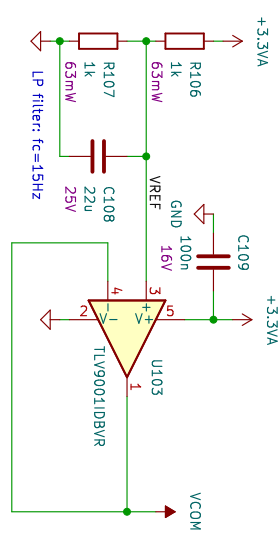 +3.3VA
R106
1k
63mW
R107
1k
63mW
LP filter: fc=15Hz
C108
22u
25V
VREF
GND
C109
100n
16V
+3.3VA
3
+
4
-
5
V+
2
V-
1
U103
TLV9001IDBVR
VCOM